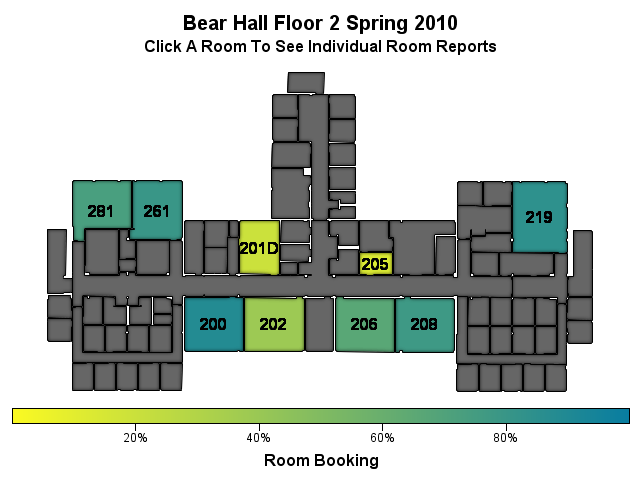 Bear Hall Floor 2 Spring 2010
Click A Room To See Individual Room Reports
281 261 219
201D 205
200 202 206 208
20% 40% 60% 80%
Room Booking